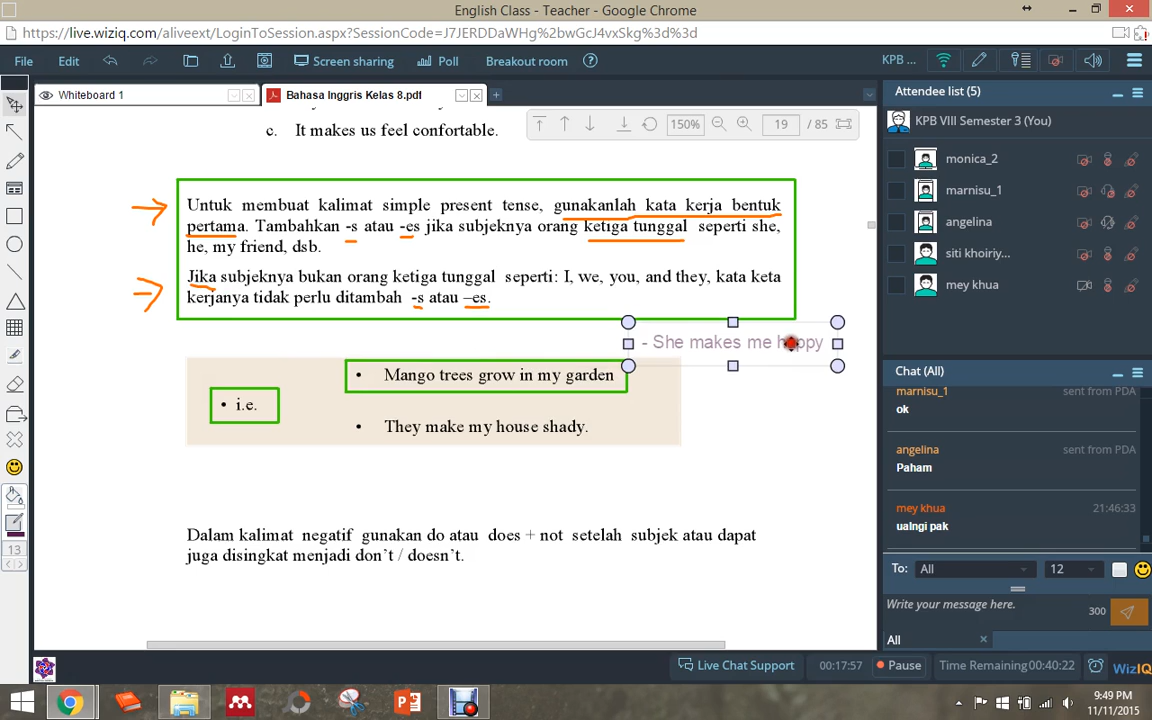 English Class - Teacher - Google Chrome
https://live.wiziq.com/aliveext/LoginToSession.aspx?SessionCode=J7JERDDaWHg%2bwGcJ4vxSkg%3d%3d
File Edit Screen sharing Poll Breakout room KPB ...
Whiteboard 1 Bahasa Inggris Kelas 8.pdf
150% 19 / 85
c. It makes us feel confortable.
Untuk membuat kalimat simple present tense, gunakanlah kata kerja bentuk
pertama. Tambahkan -s atau -es jika subjeknya orang ketiga tunggal seperti she,
he, my friend, dsb.
Jika subjeknya bukan orang ketiga tunggal seperti: I, we, you, and they, kata keta
kerjanya tidak perlu ditambah -s atau –es.
- She makes me happy
• Mango trees grow in my garden
• i.e.
• They make my house shady.
Dalam kalimat negatif gunakan do atau does + not setelah subjek atau dapat
juga disingkat menjadi don't / doesn't.
13
Attendee list (5)
KPB VIII Semester 3 (You)
monica_2
marnisu_1
angelina
siti khoiriy...
mey khua
Chat (All)
marnisu_1 sent from PDA
ok
angelina sent from PDA
Paham
mey khua 21:46:33
ualngi pak
To: All 12
Write your message here. 300
All
Live Chat Support 00:17:57 Pause Time Remaining 00:40:22 WizIQ
9:49 PM
11/11/2015